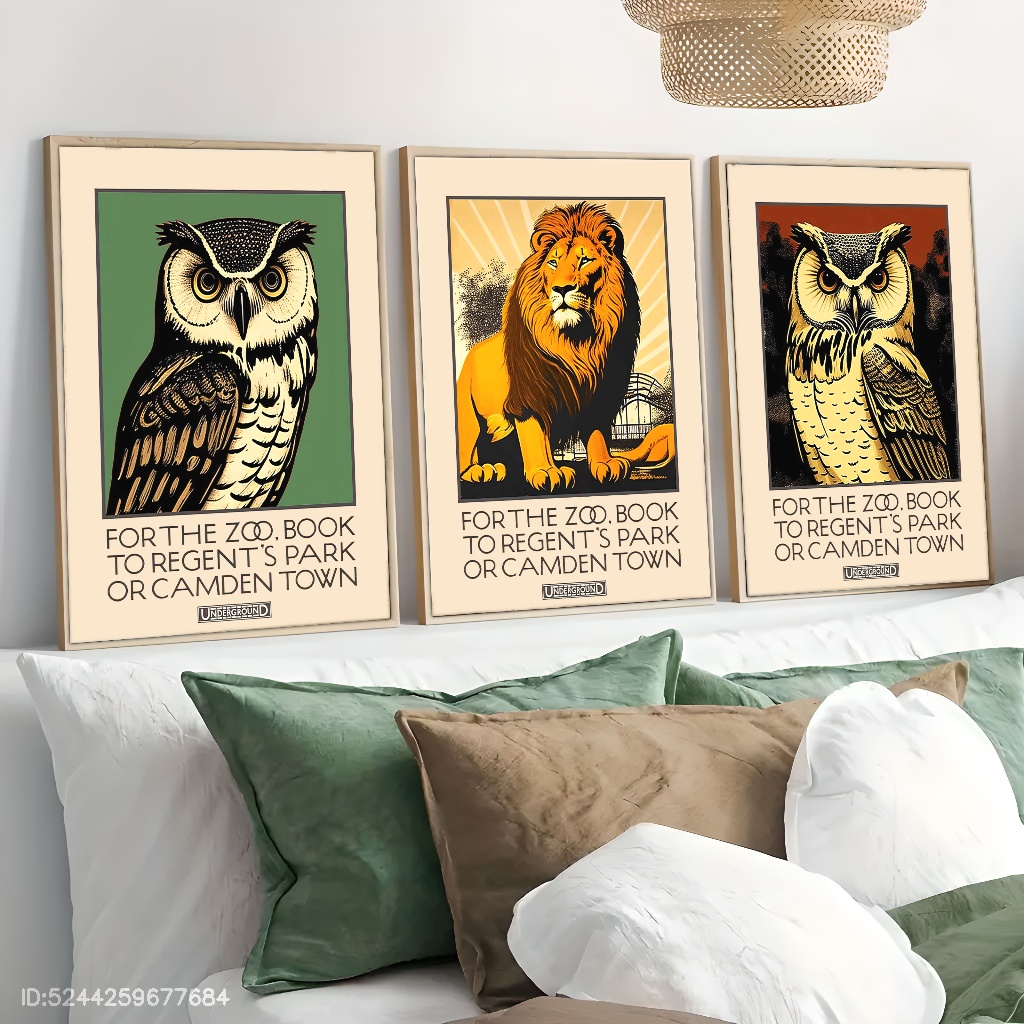 FOR THE ZOO, BOOK
TO REGENT'S PARK
OR CAMDEN TOWN
UNDERGROUND
FOR THE ZOO, BOOK
TO REGENT'S PARK
OR CAMDEN TOWN
UNDERGROUND
FOR THE ZOO, BOOK
TO REGENT'S PARK
OR CAMDEN TOWN
UNDERGROUND
ID:5244259677684